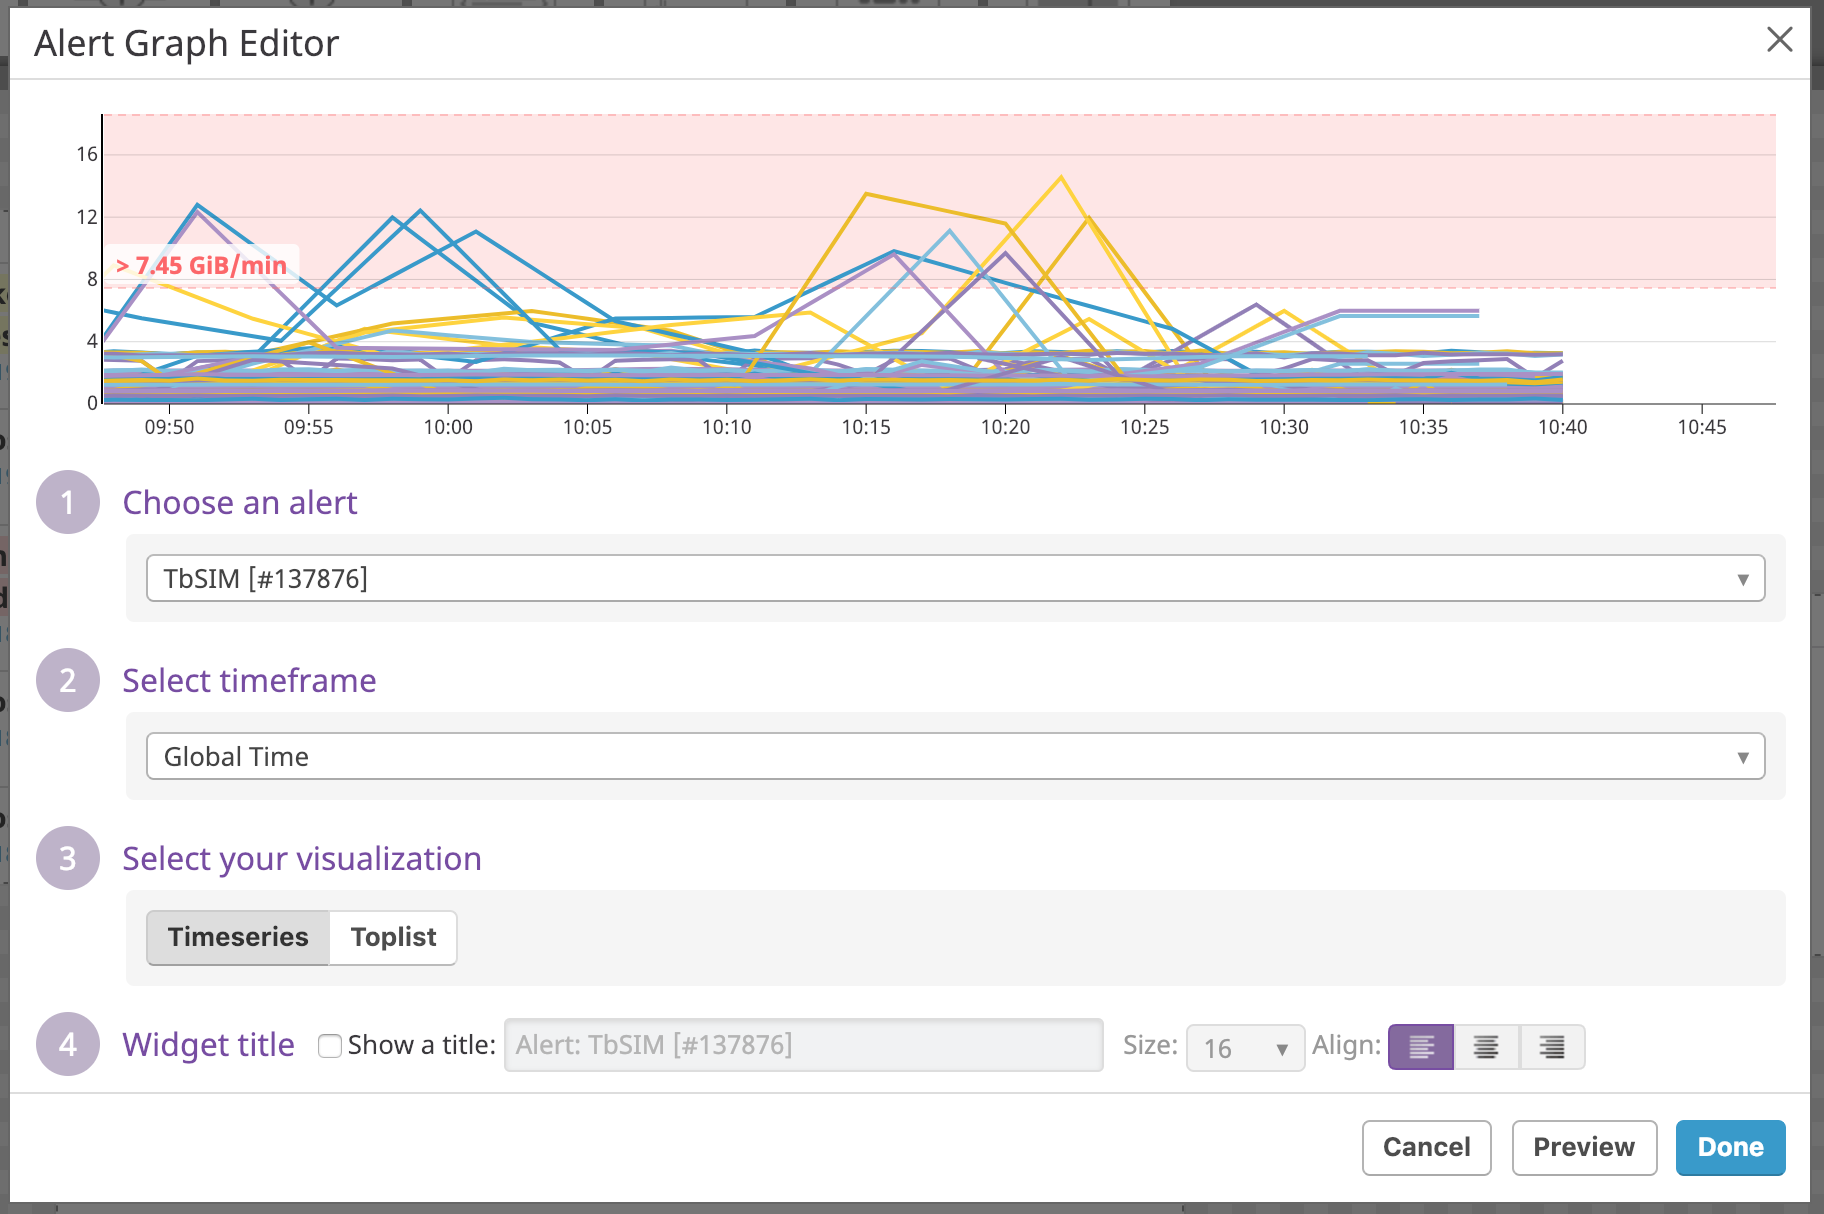 Alert Graph Editor
16
12
> 7.45 GiB/min
8
4
0
09:50 09:55 10:00 10:05 10:10 10:15 10:20 10:25 10:30 10:35 10:40 10:45
1 Choose an alert
TbSIM [#137876]
2 Select timeframe
Global Time
3 Select your visualization
Timeseries Toplist
4 Widget title Show a title: Alert: TbSIM [#137876] Size: 16 Align:
Cancel Preview Done